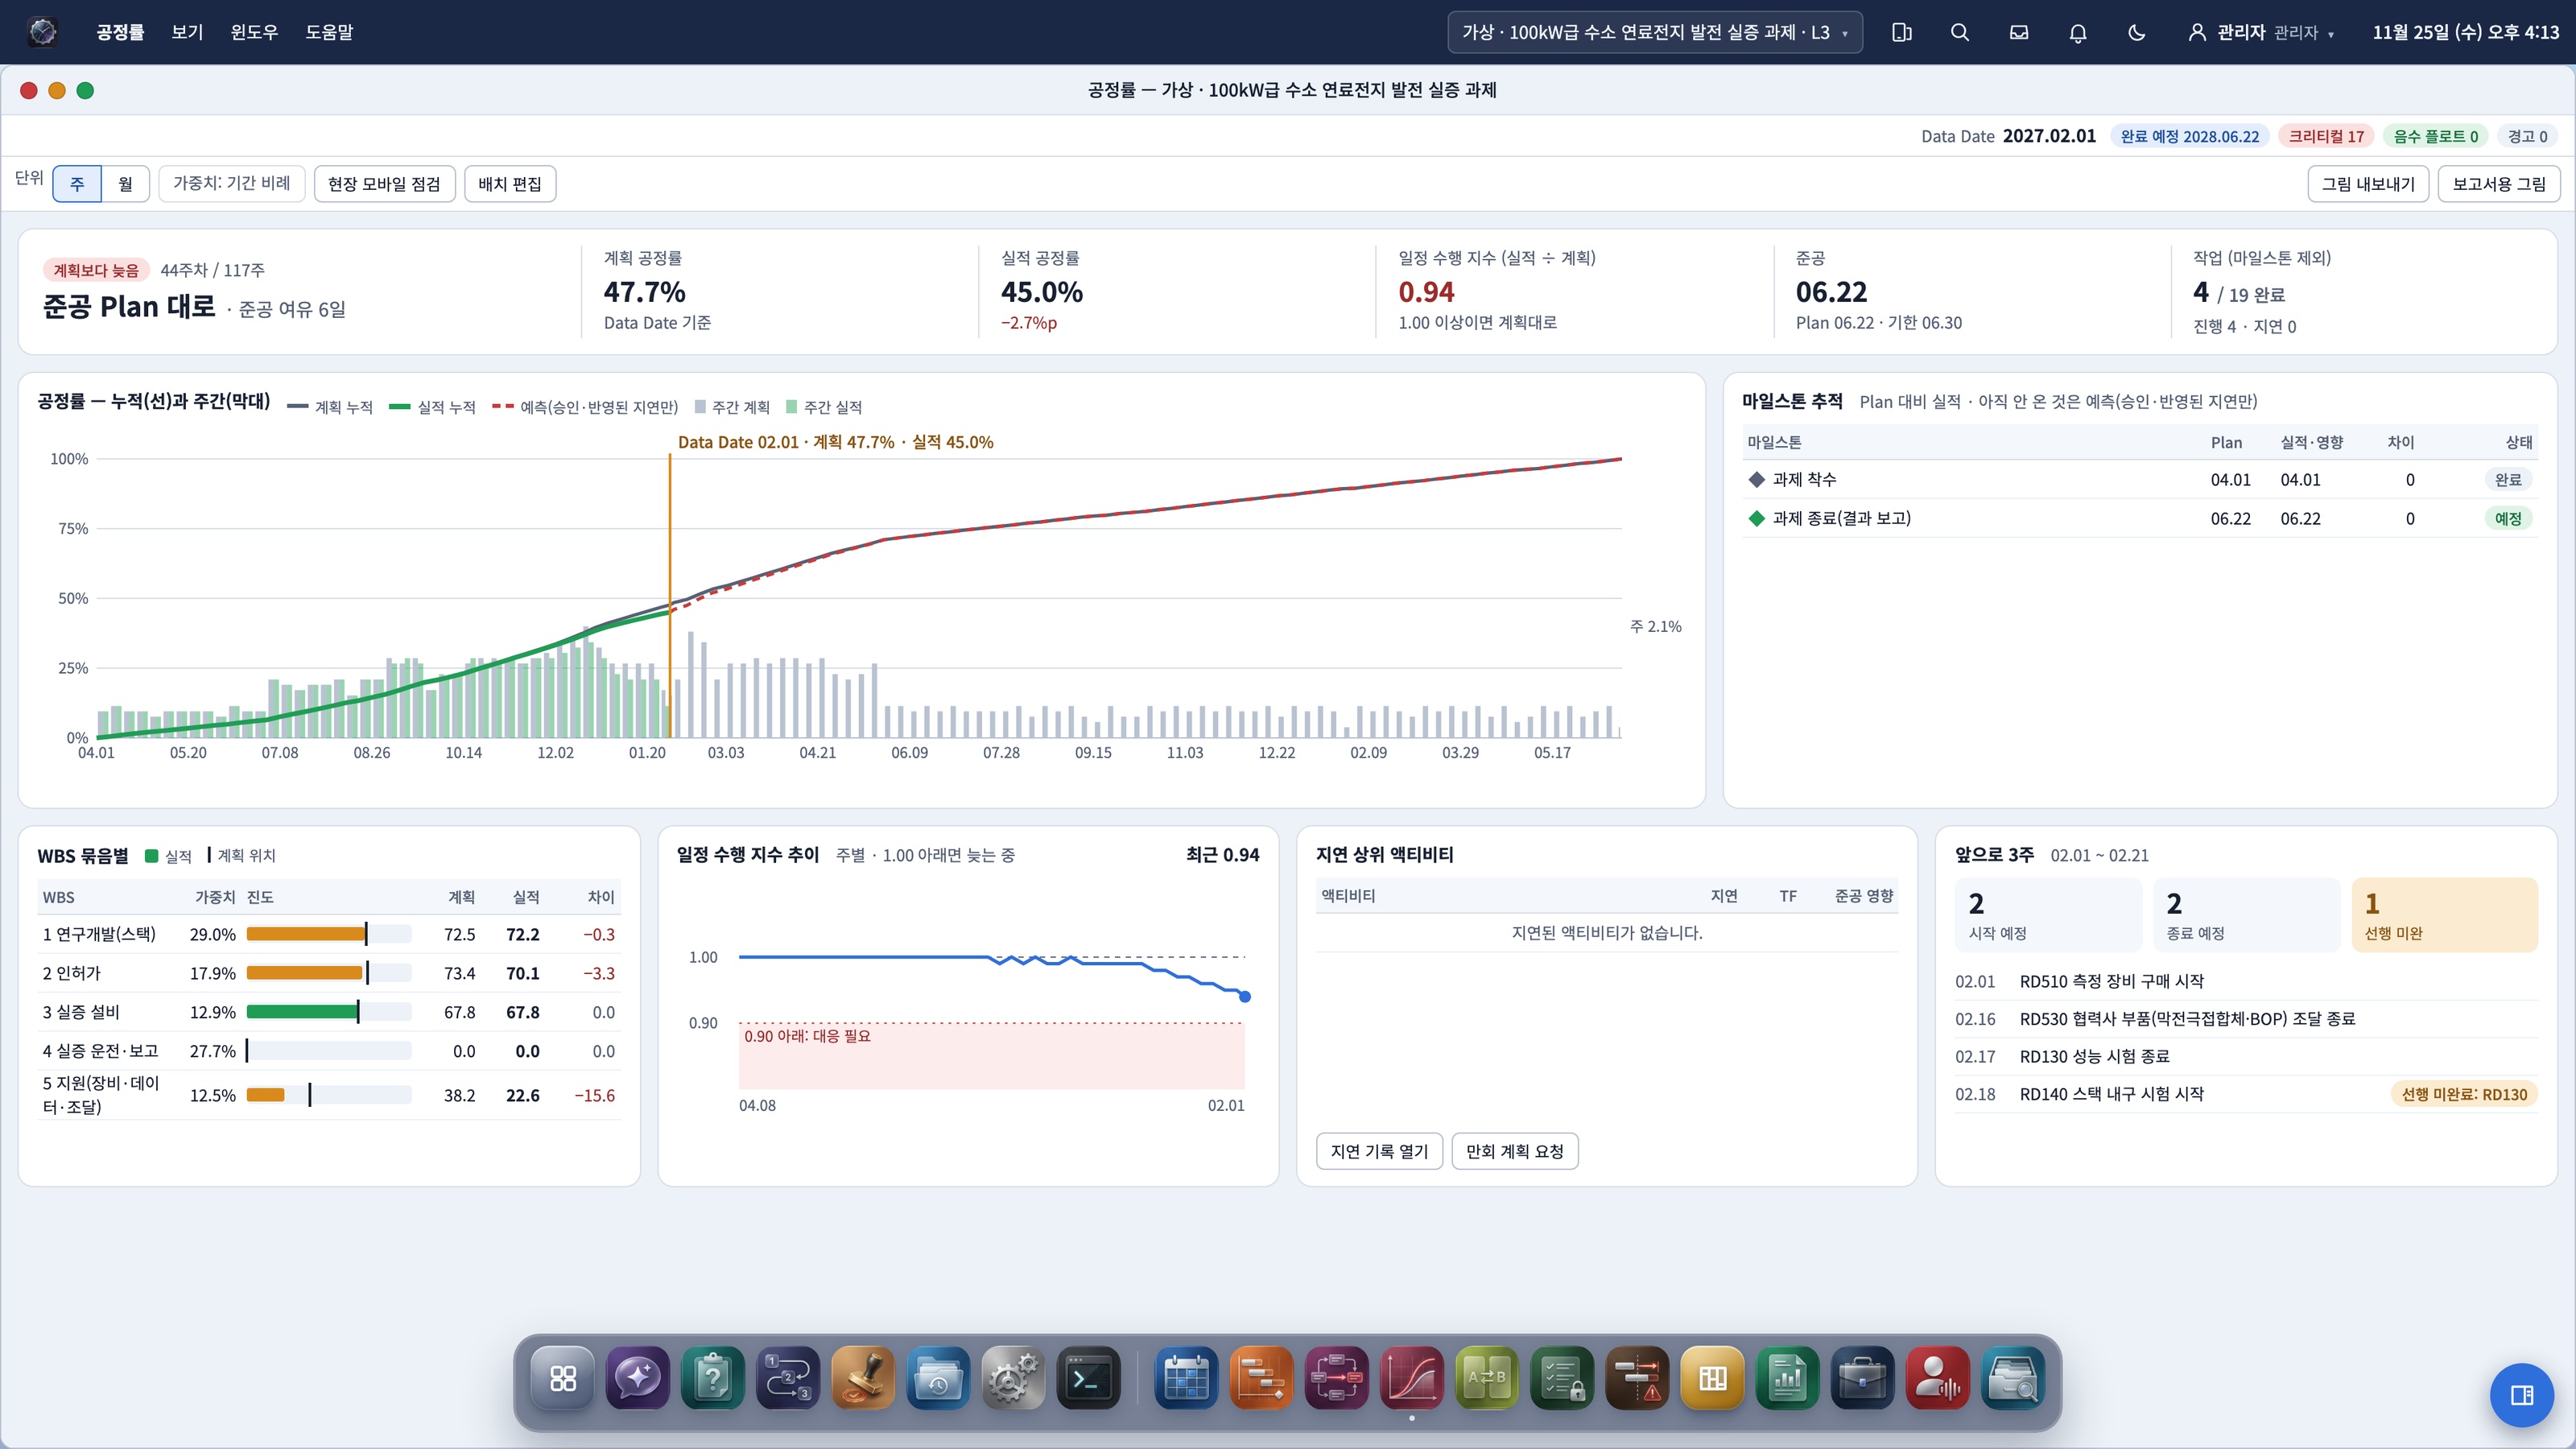 공정률 보기 윈도우 도움말 가상 · 100kW급 수소 연료전지 발전 실증 과제 · L3 관리자 관리자 11월 25일 (수) 오후 4:13
공정률 — 가상 · 100kW급 수소 연료전지 발전 실증 과제
Data Date 2027.02.01 완료 예정 2028.06.22 크리티컬 17 음수 플로트 0 경고 0
단위 주 월 가중치: 기간 비례 현장 모바일 점검 배치 편집 그림 내보내기 보고서용 그림
계획보다 늦음 44주차 / 117주
준공 Plan 대로 · 준공 여유 6일
계획 공정률
47.7%
Data Date 기준
실적 공정률
45.0%
−2.7%p
일정 수행 지수 (실적 ÷ 계획)
0.94
1.00 이상이면 계획대로
준공
06.22
Plan 06.22 · 기한 06.30
작업 (마일스톤 제외)
4 / 19 완료
진행 4 · 지연 0
공정률 — 누적(선)과 주간(막대) 계획 누적 실적 누적 예측(승인·반영된 지연만) 주간 계획 주간 실적
Data Date 02.01 · 계획 47.7% · 실적 45.0%
100%
75%
50%
주 2.1%
25%
0%
04.01 05.20 07.08 08.26 10.14 12.02 01.20 03.03 04.21 06.09 07.28 09.15 11.03 12.22 02.09 03.29 05.17
마일스톤 추적 Plan 대비 실적 · 아직 안 온 것은 예측(승인·반영된 지연만)
마일스톤 Plan 실적·영향 차이 상태
과제 착수 04.01 04.01 0 완료
과제 종료(결과 보고) 06.22 06.22 0 예정
WBS 묶음별 실적 계획 위치
WBS 가중치 진도 계획 실적 차이
1 연구개발(스택) 29.0% 72.5 72.2 −0.3
2 인허가 17.9% 73.4 70.1 −3.3
3 실증 설비 12.9% 67.8 67.8 0.0
4 실증 운전·보고 27.7% 0.0 0.0 0.0
5 지원(장비·데이
터·조달) 12.5% 38.2 22.6 −15.6
일정 수행 지수 추이 주별 · 1.00 아래면 늦는 중 최근 0.94
1.00
0.90
0.90 아래: 대응 필요
04.08 02.01
지연 상위 액티비티
액티비티 지연 TF 준공 영향
지연된 액티비티가 없습니다.
지연 기록 열기 만회 계획 요청
앞으로 3주 02.01 ~ 02.21
2 2 1
시작 예정 종료 예정 선행 미완
02.01 RD510 측정 장비 구매 시작
02.16 RD530 협력사 부품(막전극접합체·BOP) 조달 종료
02.17 RD130 성능 시험 종료
02.18 RD140 스택 내구 시험 시작 선행 미완료: RD130
1
2
3
A⇄B